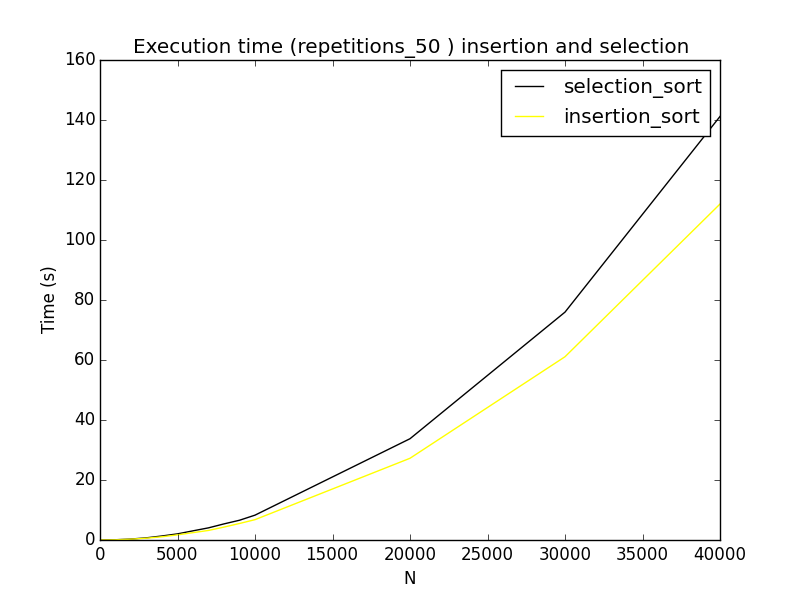 Execution time (repetitions_50 ) insertion and selection
160
140
120
100
80
60
40
20
0
selection_sort
insertion_sort
Time (s)
0 5000 10000 15000 20000 25000 30000 35000 40000
N